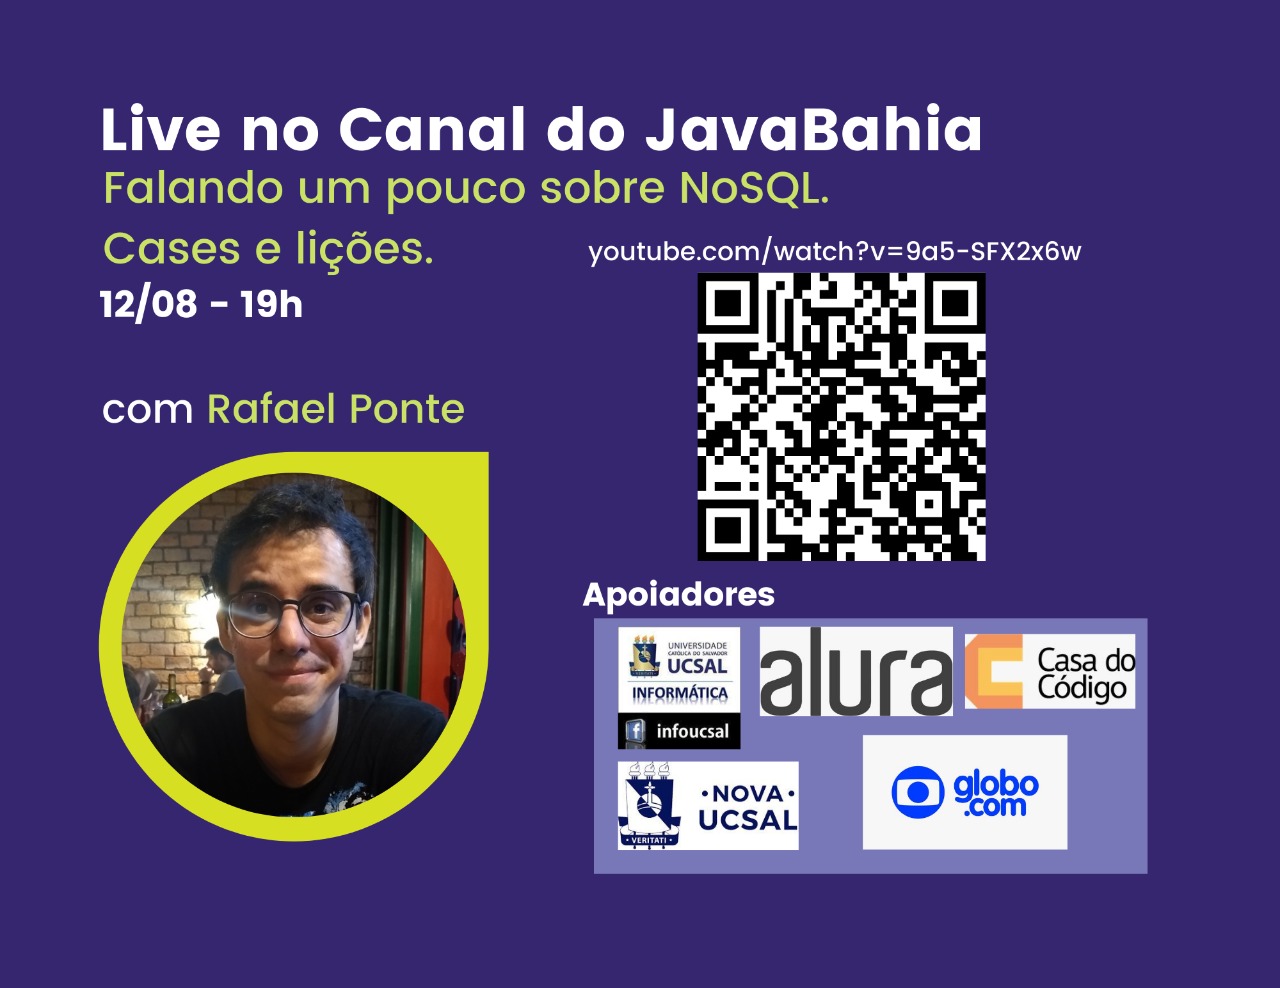 Live no Canal do JavaBahia
Falando um pouco sobre NoSQL.
Cases e lições.
12/08 - 19h
youtube.com/watch?v=9a5-SFX2x6w
com Rafael Ponte
Apoiadores
UNIVERSIDADE
CATÓLICA DO SALVADOR
UCSAL
INFORMÁTICA
infoucsal
alura
Casa do
Código
·NOVA·
UCSAL
VERITATI
globo
.com